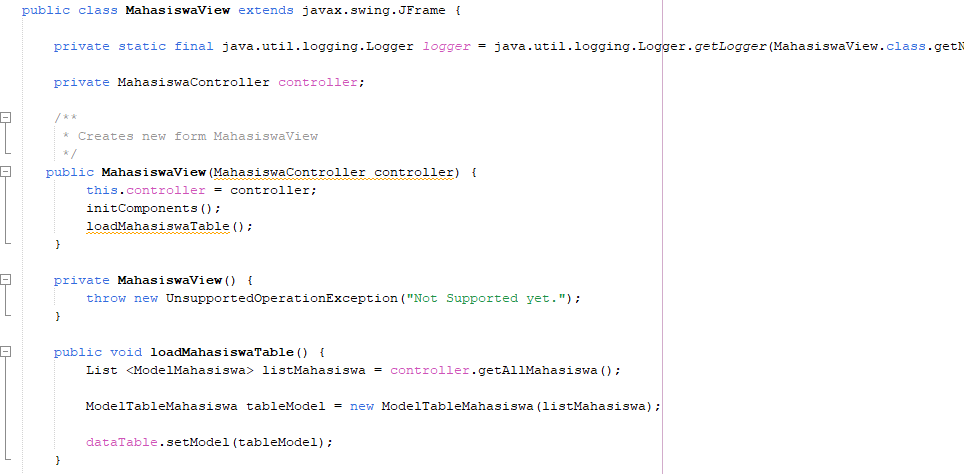 public class MahasiswaView extends javax.swing.JFrame {
private static final java.util.logging.Logger logger = java.util.logging.Logger.getLogger(MahasiswaView.class.getN
private MahasiswaController controller;
/**
* Creates new form MahasiswaView
*/
public MahasiswaView(MahasiswaController controller) {
this.controller = controller;
initComponents();
loadMahasiswaTable();
}
private MahasiswaView() {
throw new UnsupportedOperationException("Not Supported yet.");
}
public void loadMahasiswaTable() {
List <ModelMahasiswa> listMahasiswa = controller.getAllMahasiswa();
ModelTableMahasiswa tableModel = new ModelTableMahasiswa(listMahasiswa);
dataTable.setModel(tableModel);
}